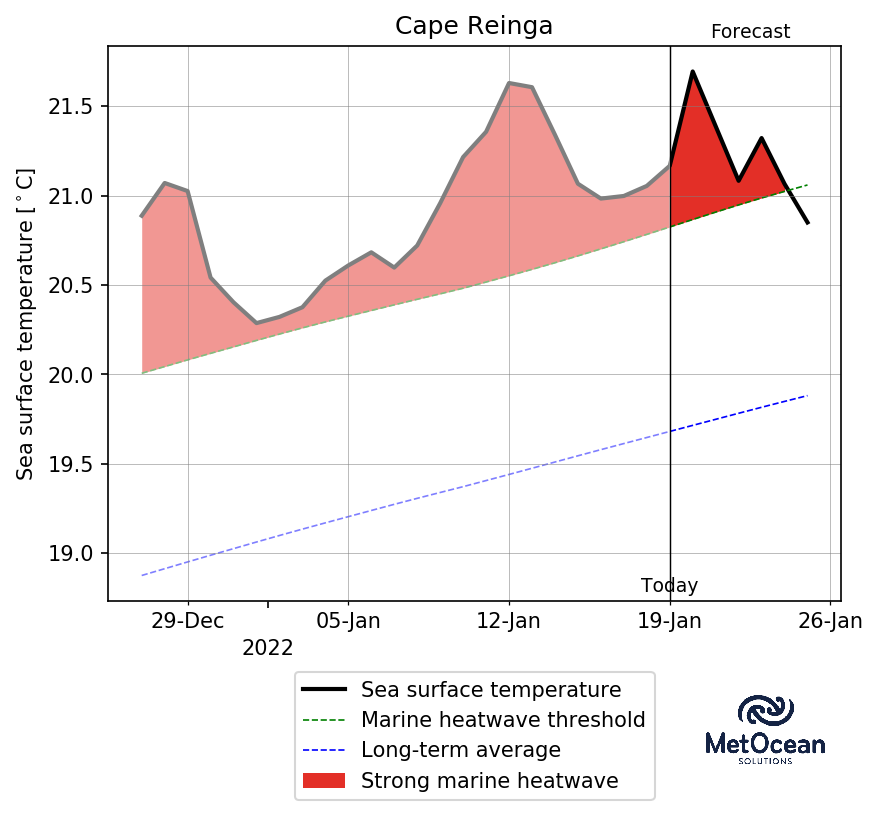 Cape Reinga
Forecast
Sea surface temperature [°C]
21.5
21.0
20.5
20.0
19.5
19.0
Today
29-Dec 05-Jan 12-Jan 19-Jan 26-Jan
2022
Sea surface temperature
Marine heatwave threshold
Long-term average
Strong marine heatwave
MetOcean
SOLUTIONS